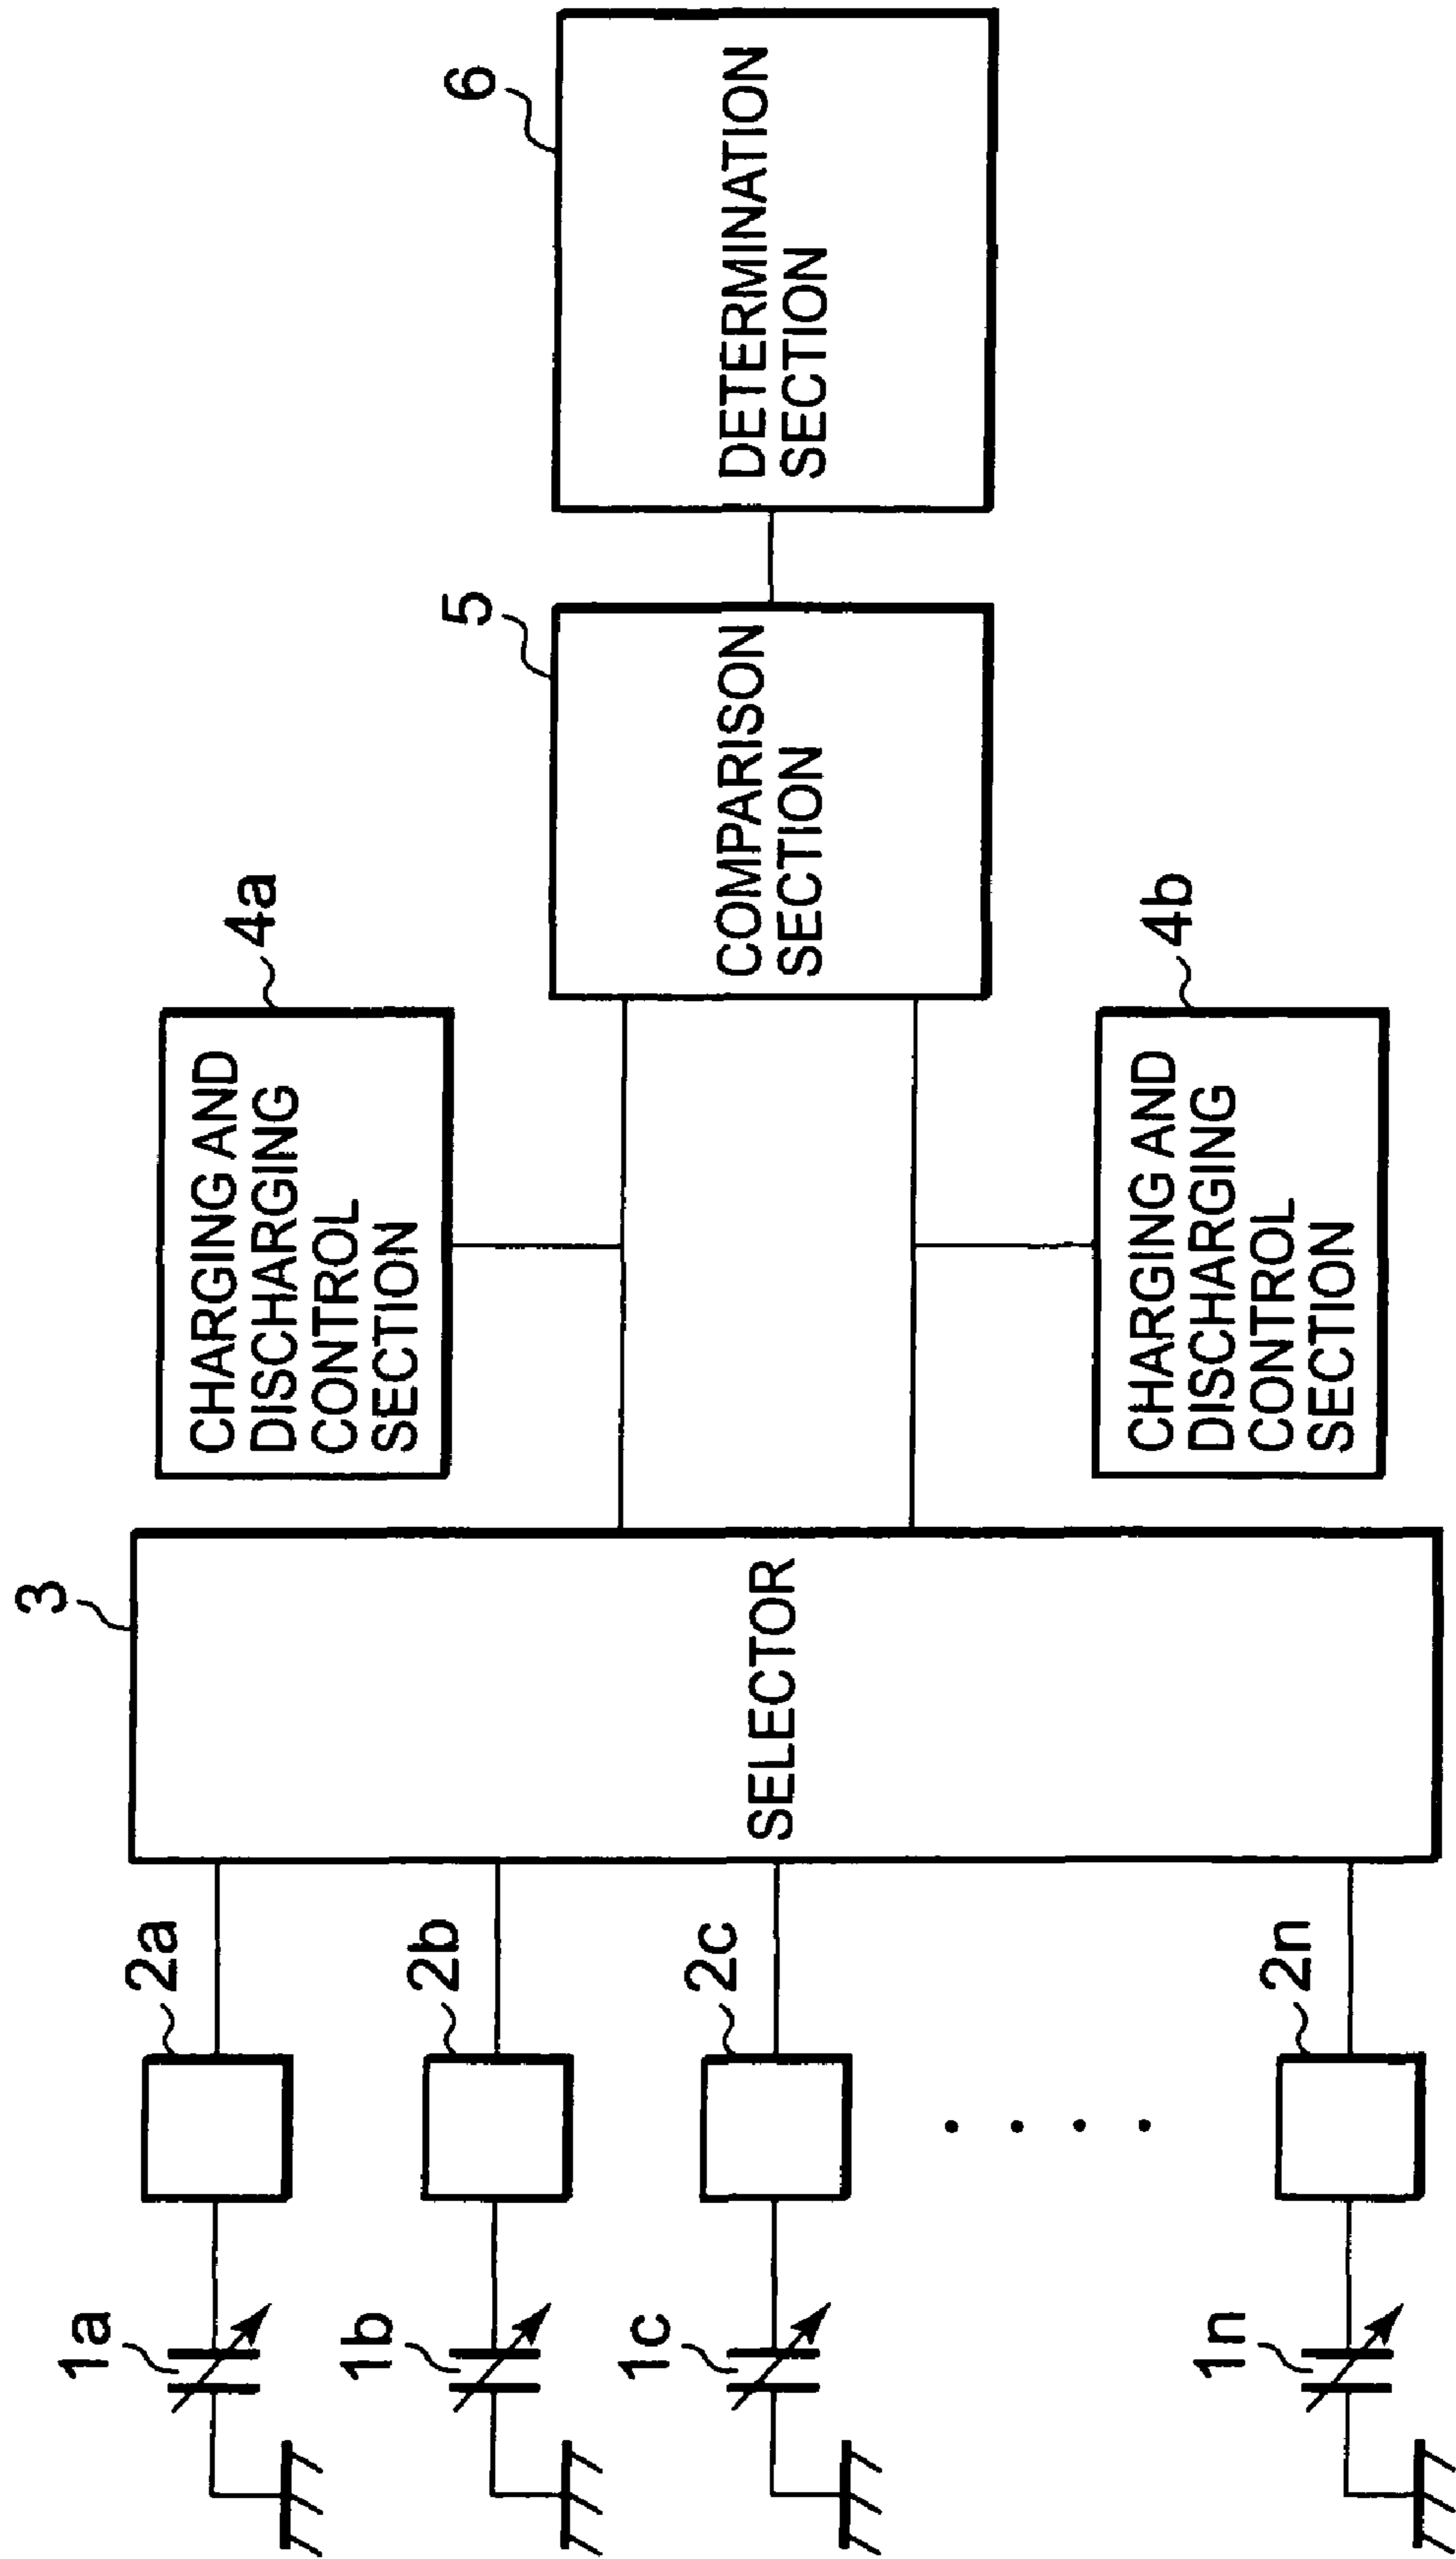 1a
2a
1b
2b
1c
2c
1n
2n
3
SELECTOR
CHARGING AND
DISCHARGING
CONTROL
SECTION
4a
CHARGING AND
DISCHARGING
CONTROL
SECTION
4b
5
COMPARISON
SECTION
6
DETERMINATION
SECTION